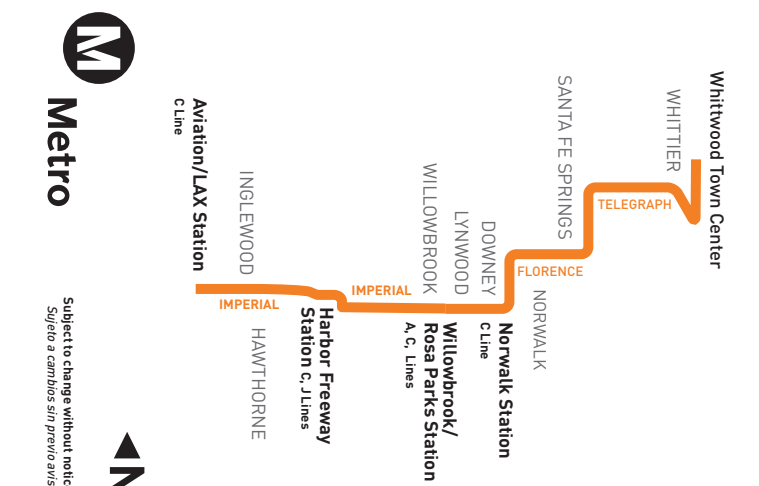 M
Metro
Subject to change without notic
Sujeto a cambios sin previo avis
N
Aviation/LAX Station
C Line
INGLEWOOD
IMPERIAL
HAWTHORNE
Harbor Freeway
Station C, J Lines
IMPERIAL
WILLOWBROOK
LYNWOOD
Willowbrook/
Rosa Parks Station
A, C, Lines
DOWNEY
Norwalk Station
C Line
NORWALK
FLORENCE
SANTA FE SPRINGS
TELEGRAPH
WHITTIER
Whittwood Town Center